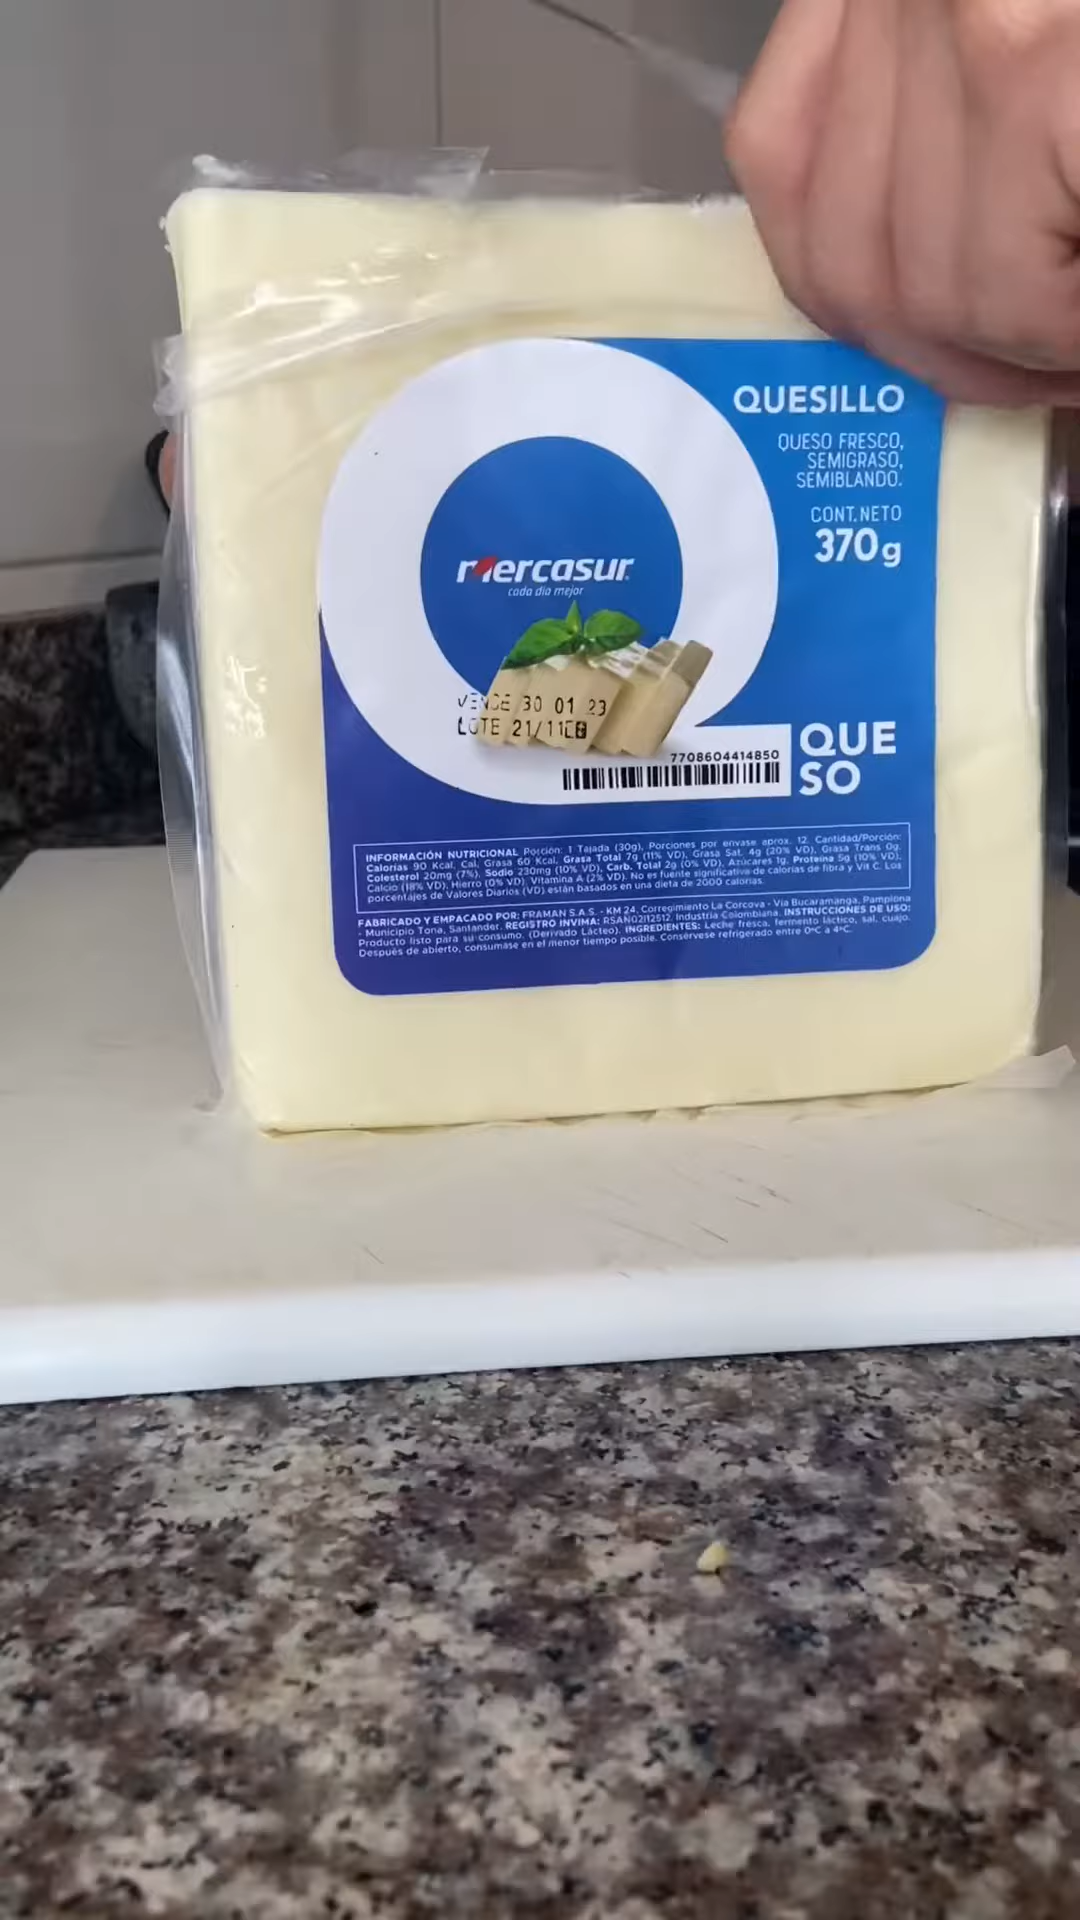 QUESILLO
QUESO FRESCO,
SEMIGRASO,
SEMIBLANDO.
CONT. NETO
370g
mercasur
cada día mejor
VENCE 30 01 23
LOTE 21/11
7708604414850
QUE
SO
INFORMACIÓN NUTRICIONAL Porción: 1 Tajada (30g), Porciones por envase aprox. 12. Cantidad/Porción:
Calorías 90 Kcal, Cal, Grasa 60 Kcal, Grasa Total 7g (11% VD), Grasa Sat. 4g (20% VD), Grasa Trans 0g.
Colesterol 20mg (7%). Sodio 230mg (10% VD), Carb. Total 2g (0% VD), Azúcares 1g. Proteína 5g (10% VD).
Calcio (18% VD). Hierro (0% VD). Vitamina A (2% VD). No es fuente significativa de calorías de fibra y Vit C. Los
porcentajes de Valores Diarios (VD) están basados en una dieta de 2000 calorías.
FABRICADO Y EMPACADO POR: FRAMAN S.A.S. - KM 24, Corregimiento La Corcova - Vía Bucaramanga, Pamplona
- Municipio Tona, Santander. REGISTRO INVIMA: RSAN02I12512. Industria Colombiana. INSTRUCCIONES DE USO:
Producto listo para su consumo. (Derivado Lácteo). INGREDIENTES: Leche fresca, fermento láctico, sal, cuajo.
Después de abierto, consumase en el menor tiempo posible. Consérvese refrigerado entre 0°C a 4°C.